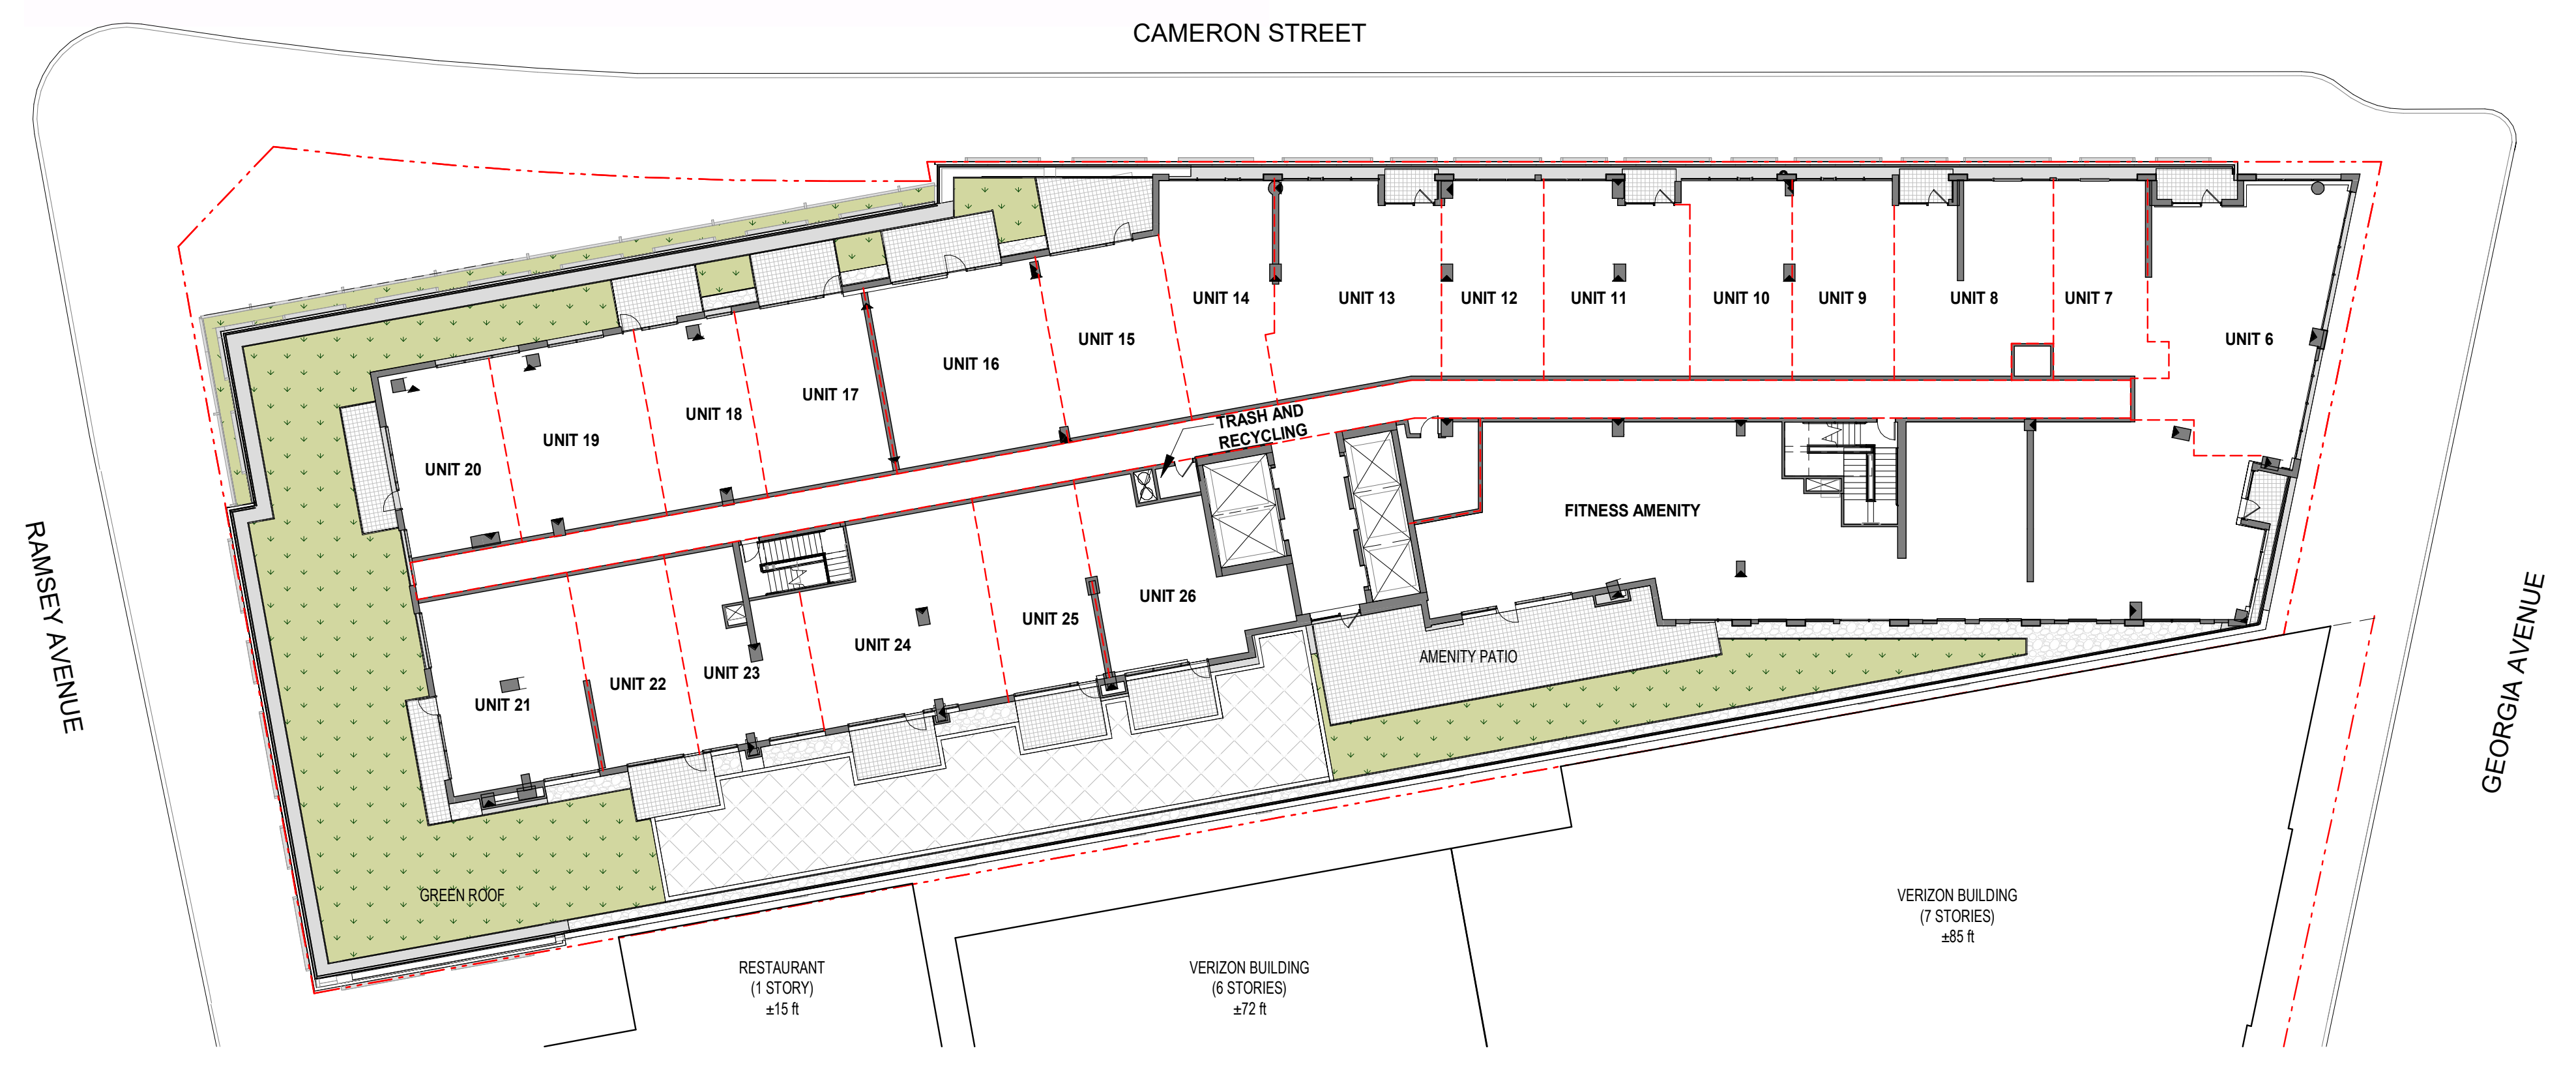 CAMERON STREET
UNIT 14
UNIT 13
UNIT 12
UNIT 11
UNIT 10
UNIT 9
UNIT 8
UNIT 7
UNIT 6
UNIT 15
UNIT 16
UNIT 17
UNIT 18
UNIT 19
UNIT 20
TRASH AND
RECYCLING
FITNESS AMENITY
RAMSEY AVENUE
GEORGIA AVENUE
UNIT 26
UNIT 25
UNIT 24
UNIT 23
UNIT 22
UNIT 21
AMENITY PATIO
GREEN ROOF
RESTAURANT
(1 STORY)
±15 ft
VERIZON BUILDING
(6 STORIES)
±72 ft
VERIZON BUILDING
(7 STORIES)
±85 ft